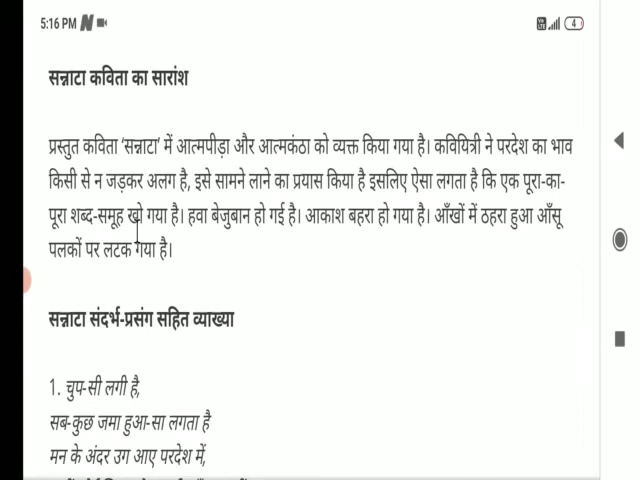 5:16 PM
4
सन्नाटा कविता का सारांश
प्रस्तुत कविता ‘सन्नाटा’ में आत्मपीड़ा और आत्मकंठा को व्यक्त किया गया है। कवियित्री ने परदेश का भाव
किसी से न जड़कर अलग है, इसे सामने लाने का प्रयास किया है इसलिए ऐसा लगता है कि एक पूरा-का-
पूरा शब्द-समूह खो गया है। हवा बेजुबान हो गई है। आकाश बहरा हो गया है। आँखों में ठहरा हुआ आँसू
पलकों पर लटक गया है।
सन्नाटा संदर्भ-प्रसंग सहित व्याख्या
1. चुप-सी लगी है,
सब-कुछ जमा हुआ-सा लगता है
मन के अंदर उग आए परदेश में,